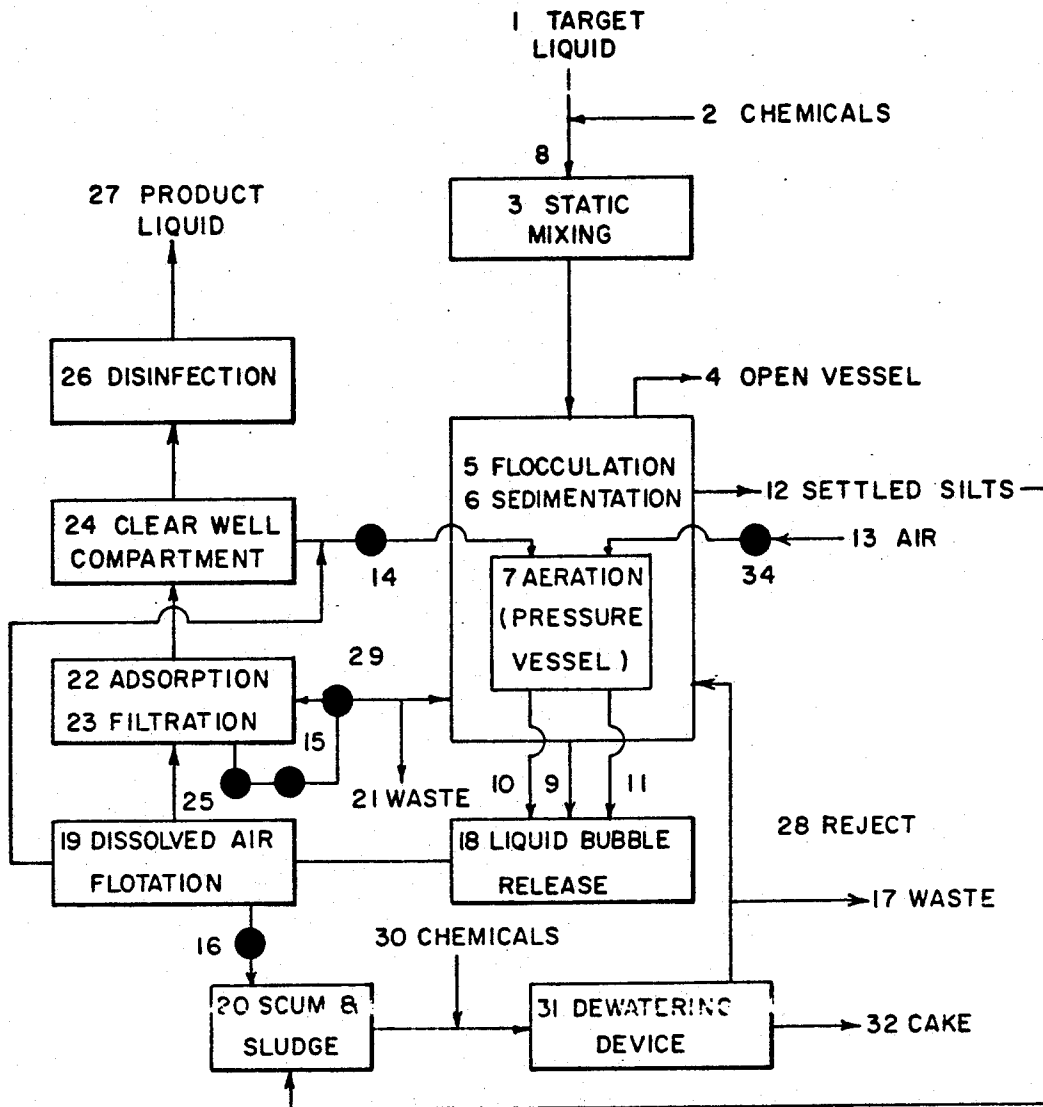 1 TARGET
LIQUID
2 CHEMICALS
8
3 STATIC
MIXING
27 PRODUCT
LIQUID
26 DISINFECTION
4 OPEN VESSEL
5 FLOCCULATION
6 SEDIMENTATION
12 SETTLED SILTS
24 CLEAR WELL
COMPARTMENT
14
13 AIR
34
7 AERATION
(PRESSURE
VESSEL)
29
22 ADSORPTION
23 FILTRATION
15
25
21 WASTE
10
9
11
19 DISSOLVED AIR
FLOTATION
18 LIQUID BUBBLE
RELEASE
28 REJECT
17 WASTE
16
30 CHEMICALS
20 SCUM &
SLUDGE
31 DEWATERING
DEVICE
32 CAKE